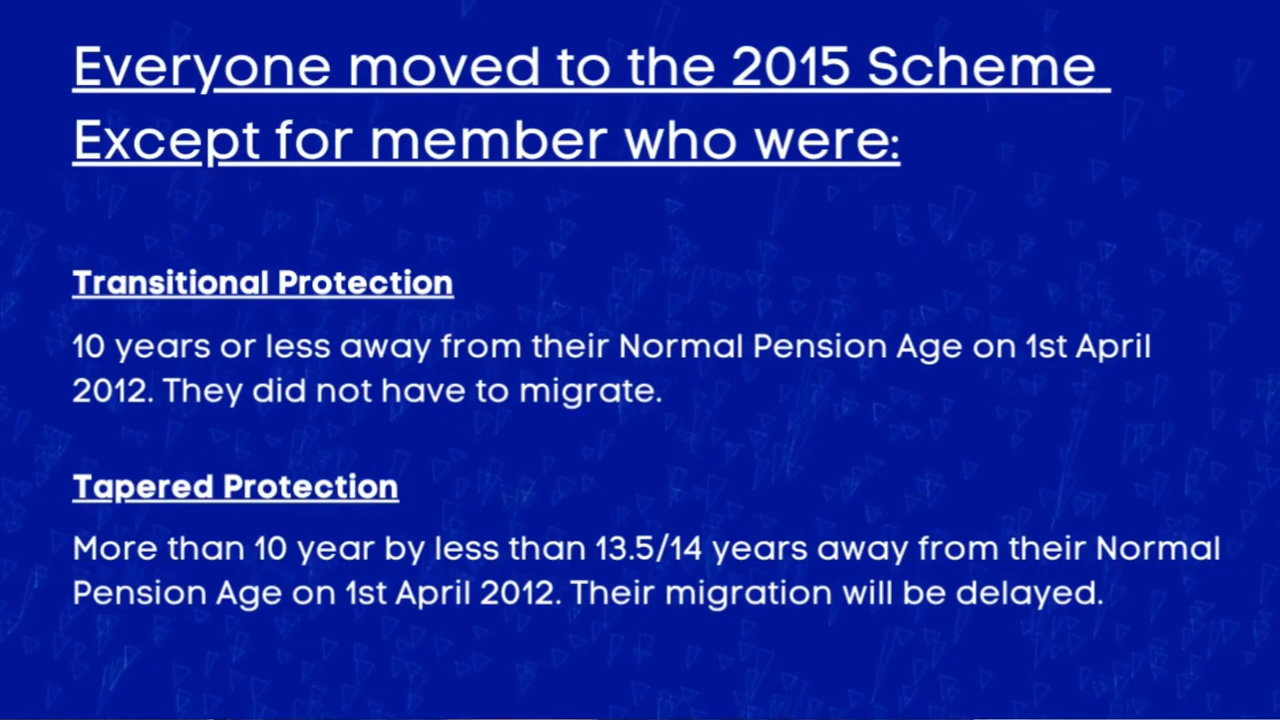 Everyone moved to the 2015 Scheme
Except for member who were:
Transitional Protection
10 years or less away from their Normal Pension Age on 1st April
2012. They did not have to migrate.
Tapered Protection
More than 10 year by less than 13.5/14 years away from their Normal
Pension Age on 1st April 2012. Their migration will be delayed.